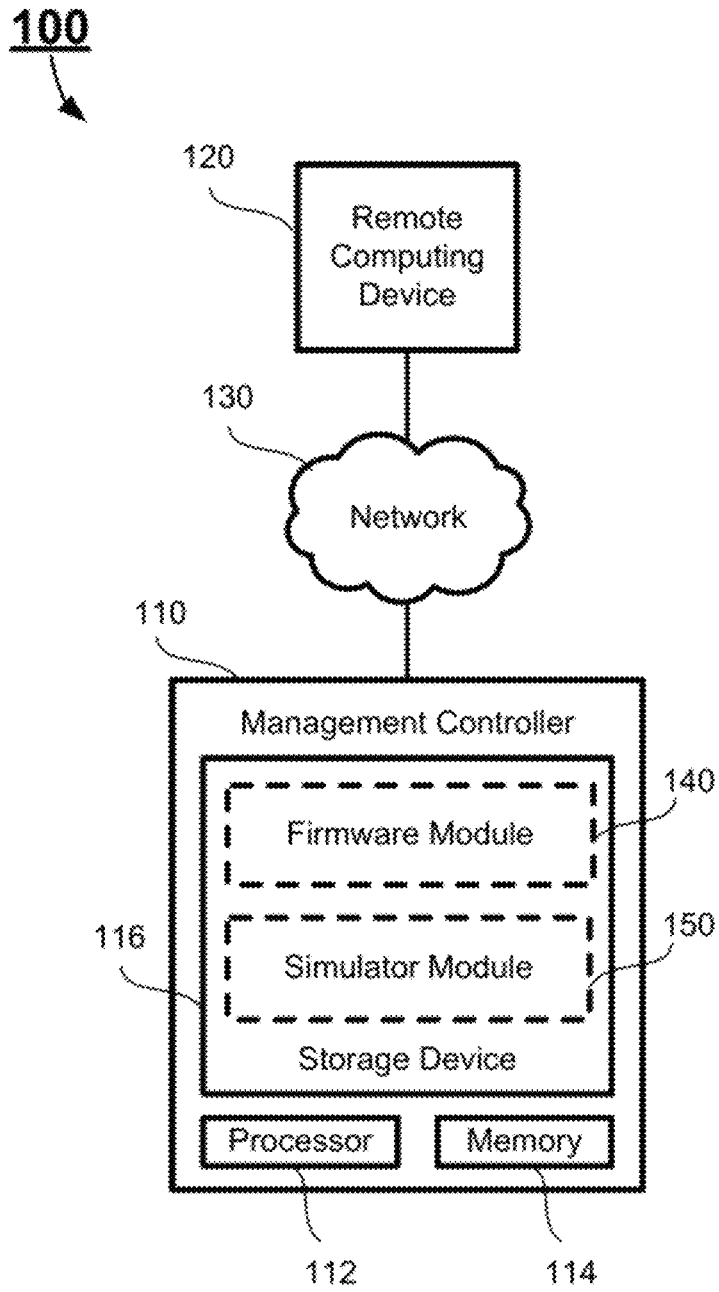 100
120
Remote
Computing
Device
130
Network
110
Management Controller
140
Firmware Module
150
116
Simulator Module
Storage Device
Processor
Memory
112
114